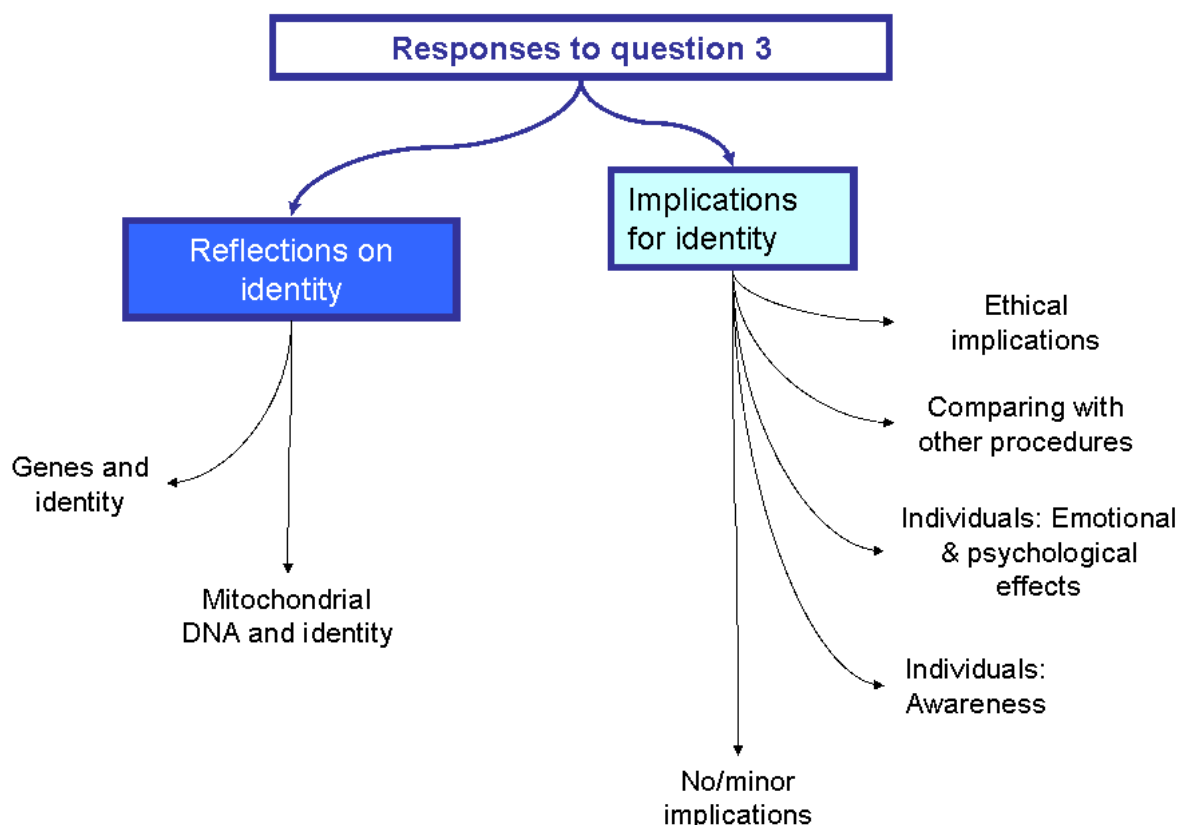 Responses to question 3
Reflections on
identity
Genes and
identity
Mitochondrial
DNA and identity
Implications
for identity
Ethical
implications
Comparing with
other procedures
Individuals: Emotional
& psychological
effects
Individuals:
Awareness
No/minor
implications